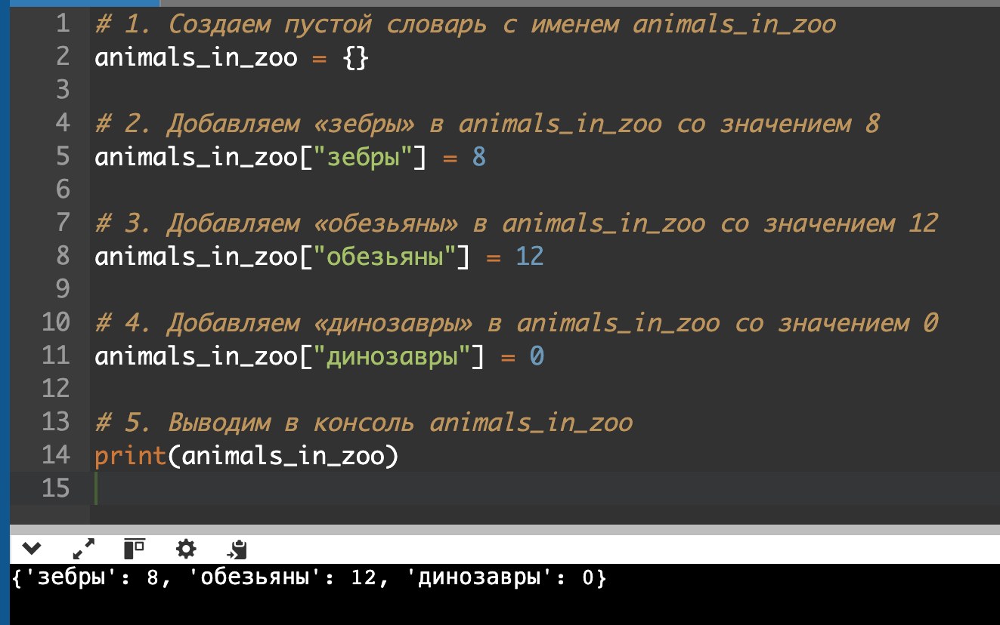 1 # 1. Создаем пустой словарь с именем animals_in_zoo
2 animals_in_zoo = {}
3
4 # 2. Добавляем «зебры» в animals_in_zoo со значением 8
5 animals_in_zoo["зебры"] = 8
6
7 # 3. Добавляем «обезьяны» в animals_in_zoo со значением 12
8 animals_in_zoo["обезьяны"] = 12
9
10 # 4. Добавляем «динозавры» в animals_in_zoo со значением 0
11 animals_in_zoo["динозавры"] = 0
12
13 # 5. Выводим в консоль animals_in_zoo
14 print(animals_in_zoo)
15
{'зебры': 8, 'обезьяны': 12, 'динозавры': 0}